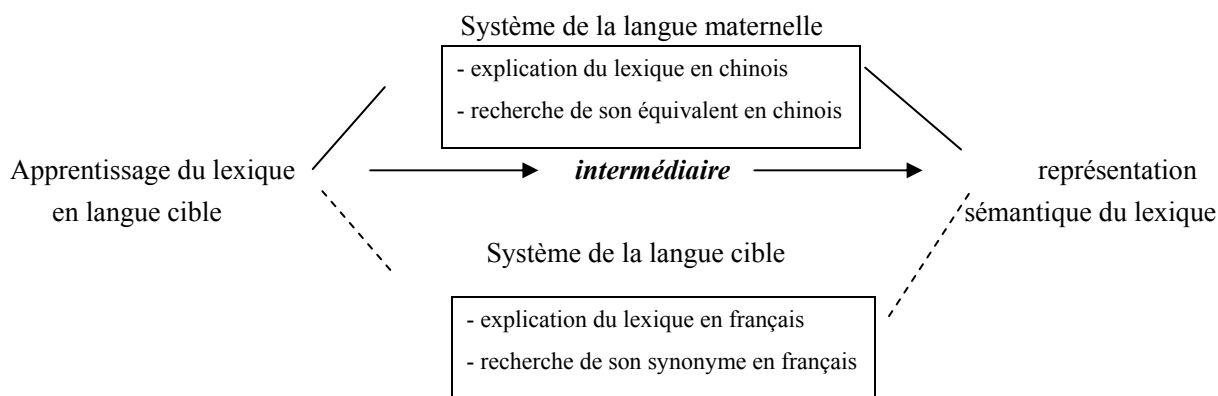 Système de la langue maternelle
- explication du lexique en chinois
- recherche de son équivalent en chinois
Apprentissage du lexique
en langue cible
intermédiaire
représentation
sémantique du lexique
Système de la langue cible
- explication du lexique en français
- recherche de son synonyme en français